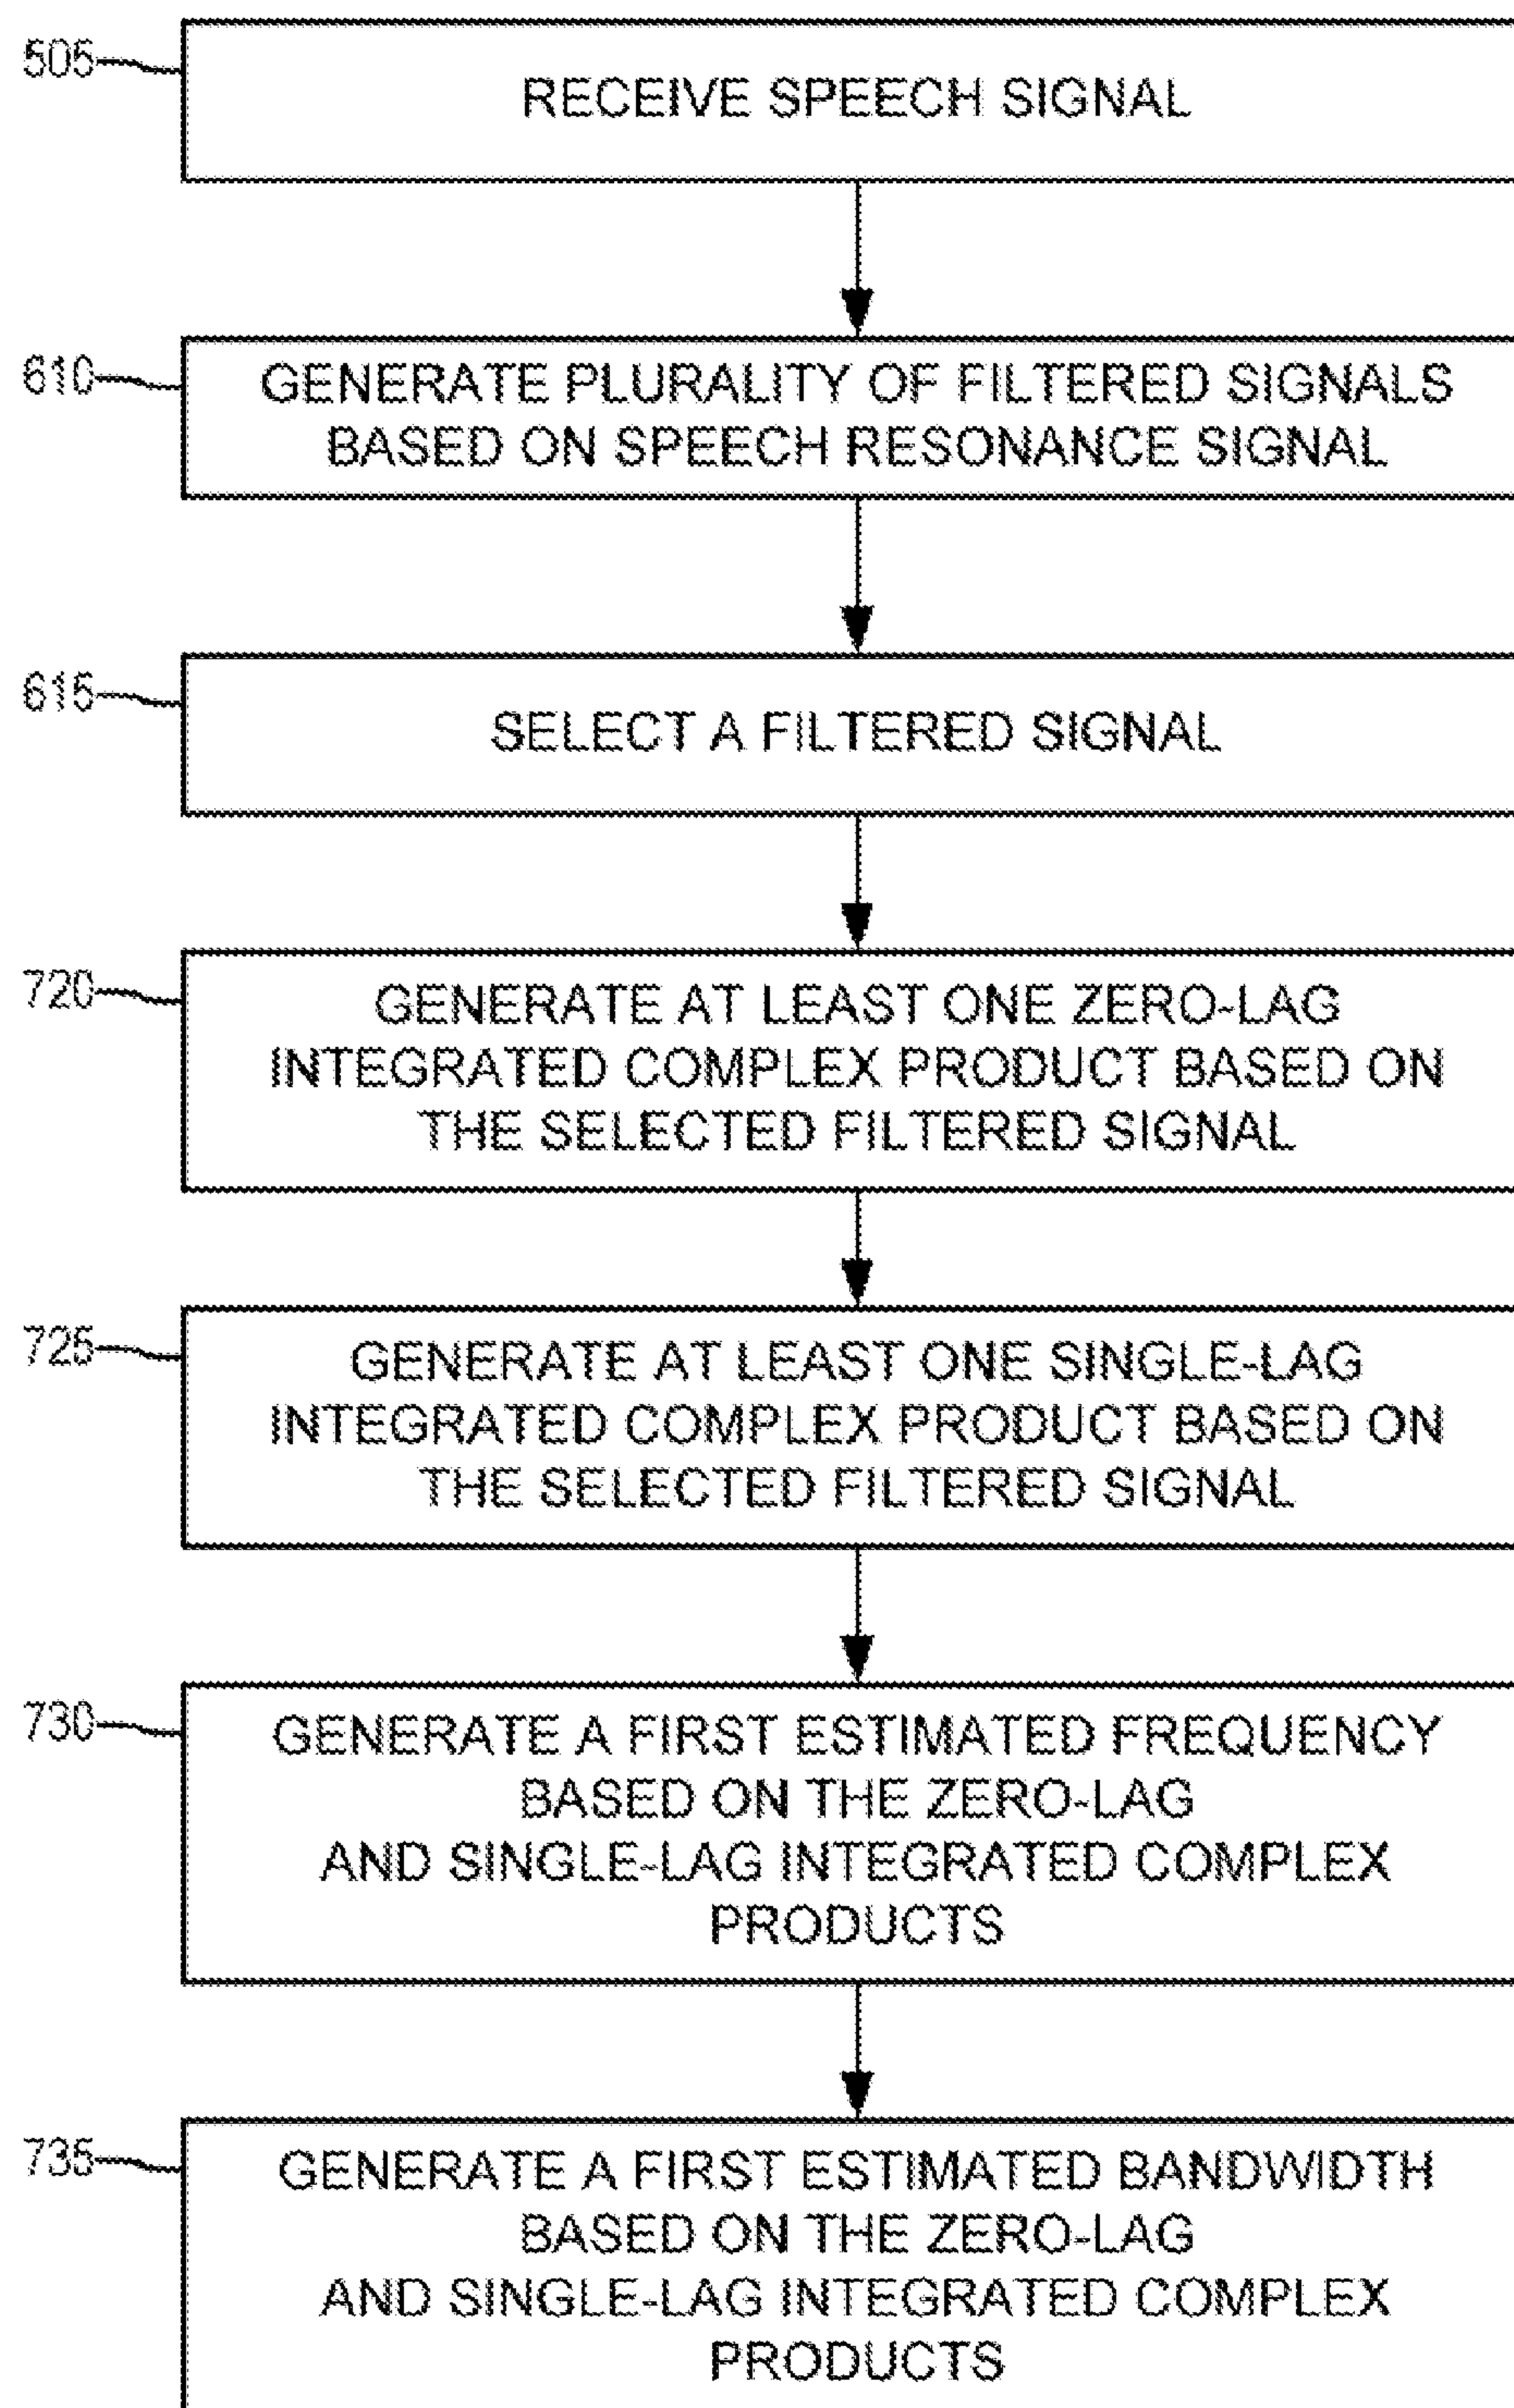 505
RECEIVE SPEECH SIGNAL
610
GENERATE PLURALITY OF FILTERED SIGNALS
BASED ON SPEECH RESONANCE SIGNAL
615
SELECT A FILTERED SIGNAL
720
GENERATE AT LEAST ONE ZERO-LAG
INTEGRATED COMPLEX PRODUCT BASED ON
THE SELECTED FILTERED SIGNAL
725
GENERATE AT LEAST ONE SINGLE-LAG
INTEGRATED COMPLEX PRODUCT BASED ON
THE SELECTED FILTERED SIGNAL
730
GENERATE A FIRST ESTIMATED FREQUENCY
BASED ON THE ZERO-LAG
AND SINGLE-LAG INTEGRATED COMPLEX
PRODUCTS
735
GENERATE A FIRST ESTIMATED BANDWIDTH
BASED ON THE ZERO-LAG
AND SINGLE-LAG INTEGRATED COMPLEX
PRODUCTS